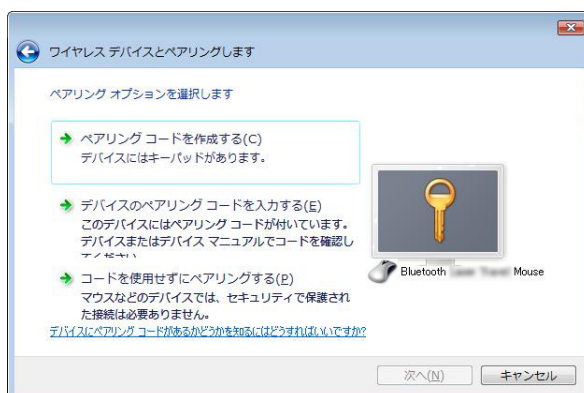 ワイヤレス デバイスとペアリングします
ペアリング オプションを選択します
ペアリング コードを作成する(C)
デバイスにはキーパッドがあります。
デバイスのペアリング コードを入力する(E)
このデバイスにはペアリング コードが付いています。
デバイスまたはデバイス マニュアルでコードを確認し
てください
コードを使用せずにペアリングする(P)
マウスなどのデバイスでは、セキュリティで保護され
た接続は必要ありません。
Bluetooth Mouse
デバイスにペアリング コードがあるかどうかを知るにはどうすればいいですか?
次へ(N)
キャンセル